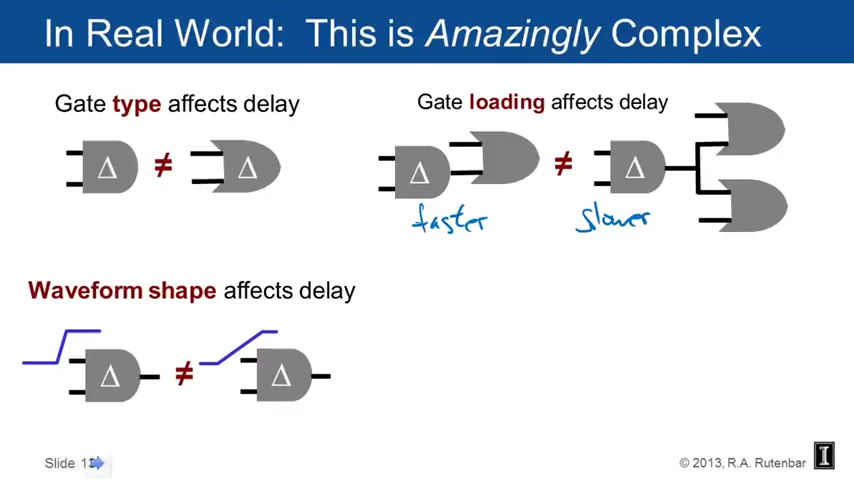 In Real World: This is Amazingly Complex
Gate type affects delay
Δ ≠ Δ
Gate loading affects delay
Δ ≠ Δ
faster slower
Waveform shape affects delay
Δ ≠ Δ
Slide
© 2013, R.A. Rutenbar
I